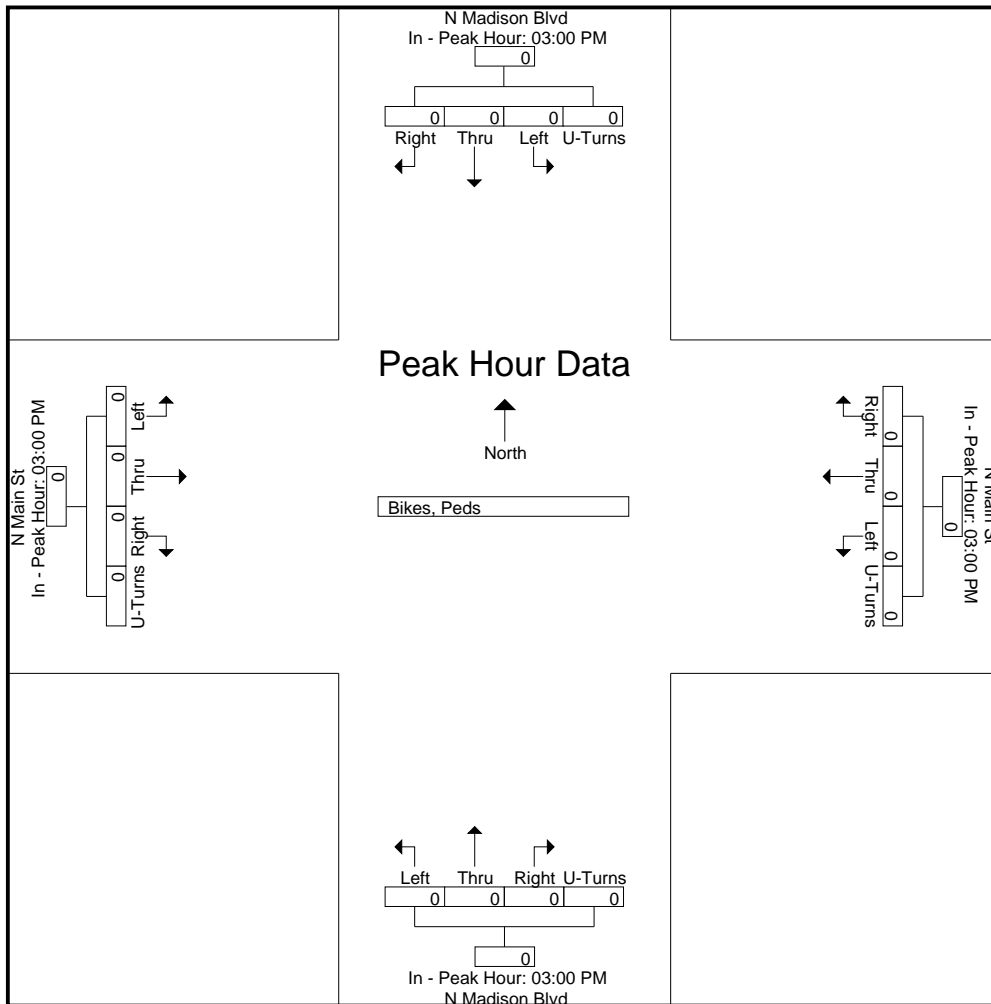 N Madison Blvd
In - Peak Hour: 03:00 PM
0
0 0 0 0
Right Thru Left U-Turns
Peak Hour Data
North
Bikes, Peds
N Main St
In - Peak Hour: 03:00 PM
0
0 0 0 0
Left Thru Right U-Turns
Right Thru Left U-Turns
0 0 0 0
0
In - Peak Hour: 03:00 PM
N Main St
Left Thru Right U-Turns
0 0 0 0
0
In - Peak Hour: 03:00 PM
N Madison Blvd